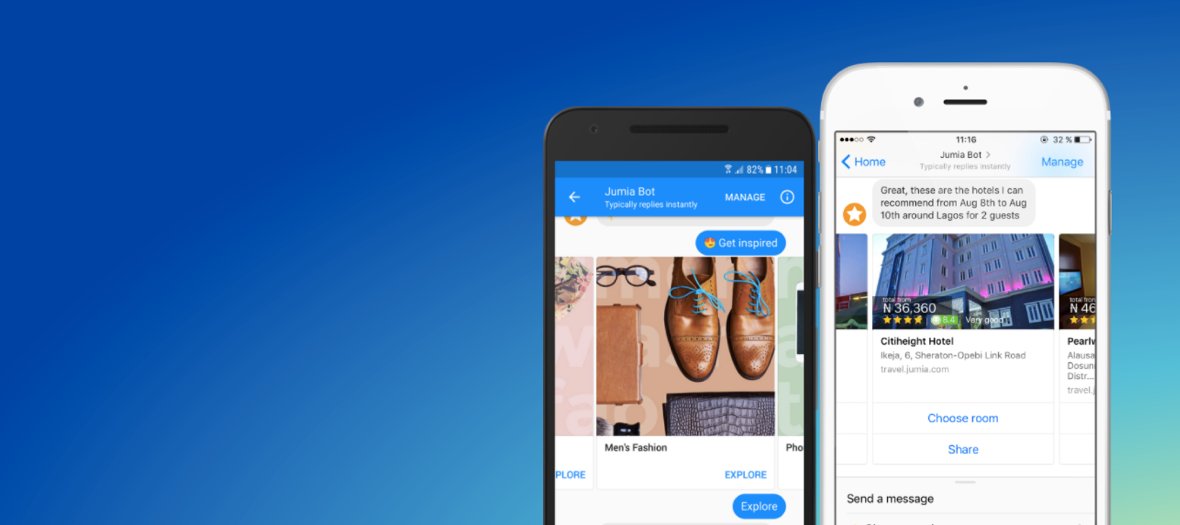 82% 11:04
Jumia Bot
Typically replies instantly
MANAGE
Get inspired
Men's Fashion
PLORE
EXPLORE
Pho
Explore
11:16
32 %
Home
Jumia Bot
Typically replies instantly
Manage
Great, these are the hotels I can
recommend from Aug 8th to Aug
10th around Lagos for 2 guests
total from
N 36,360
8.4 Very good
Citiheight Hotel
Ikeja, 6, Sheraton-Opebi Link Road
travel.jumia.com
Choose room
Share
total from
N 46
Pearlw
Alausa
Dosun
Distr...
travel.j
Send a message